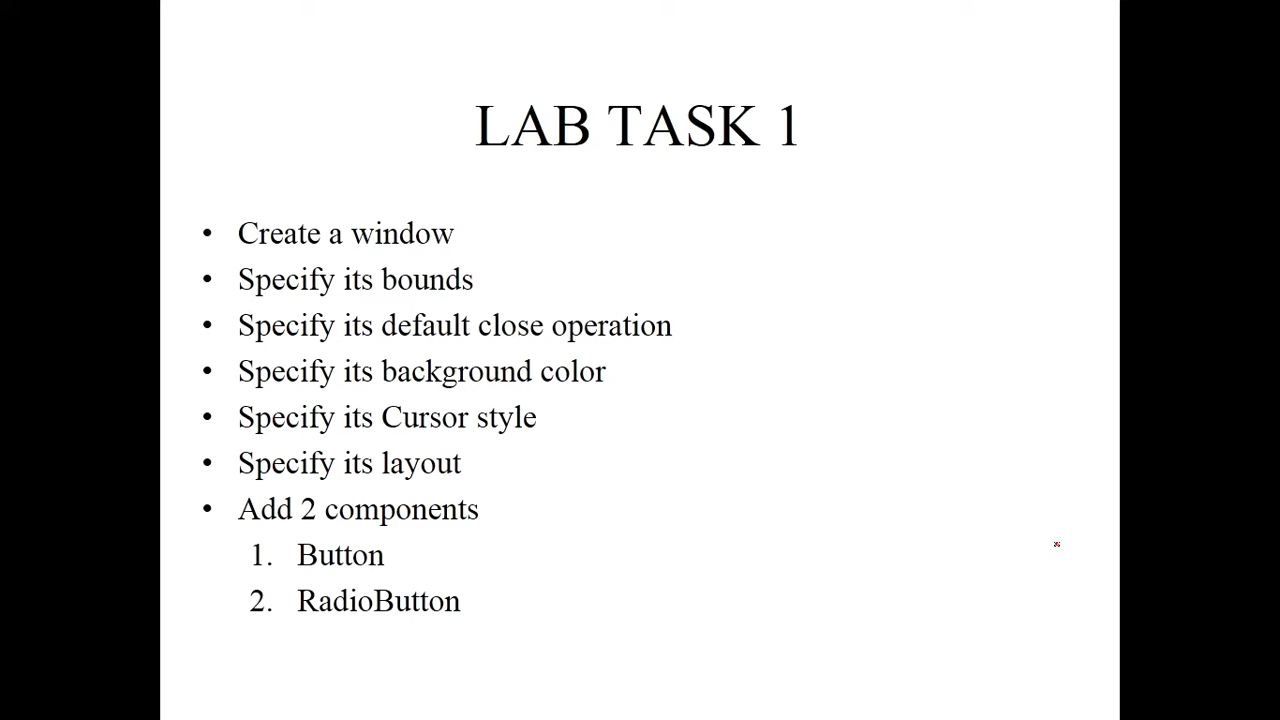 LAB TASK 1
• Create a window
• Specify its bounds
• Specify its default close operation
• Specify its background color
• Specify its Cursor style
• Specify its layout
• Add 2 components
1. Button
2. RadioButton